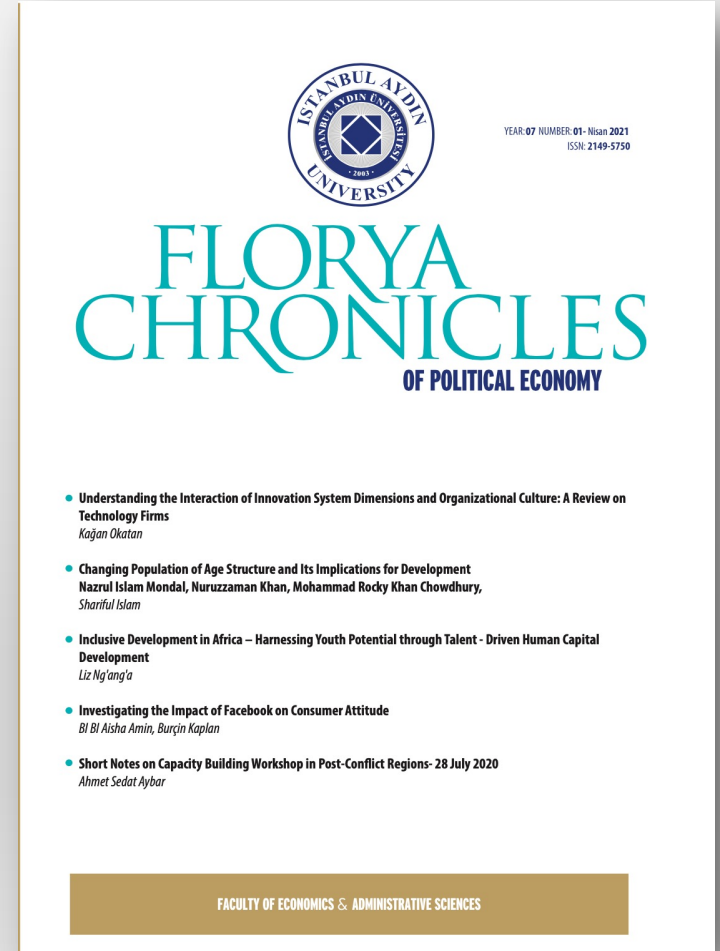 ISTANBUL AYDIN
İSTANBUL AYDIN ÜNİVERSİTESİ
· 2003 ·
UNIVERSITY
YEAR: 07 NUMBER: 01- Nisan 2021
ISSN: 2149-5750
FLORYA
CHRONICLES
OF POLITICAL ECONOMY
● Understanding the Interaction of Innovation System Dimensions and Organizational Culture: A Review on
Technology Firms
Kağan Okatan
● Changing Population of Age Structure and Its Implications for Development
Nazrul Islam Mondal, Nuruzzaman Khan, Mohammad Rocky Khan Chowdhury,
Shariful Islam
● Inclusive Development in Africa – Harnessing Youth Potential through Talent - Driven Human Capital
Development
Liz Ng'ang'a
● Investigating the Impact of Facebook on Consumer Attitude
BI BI Aisha Amin, Burçin Kaplan
● Short Notes on Capacity Building Workshop in Post-Conflict Regions- 28 July 2020
Ahmet Sedat Aybar
FACULTY OF ECONOMICS & ADMINISTRATIVE SCIENCES